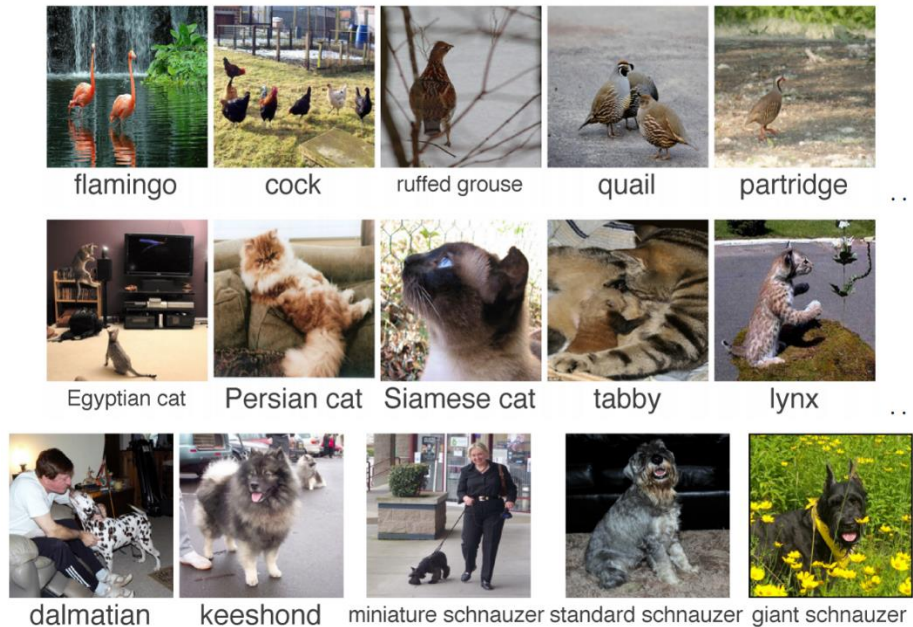 flamingo
cock
ruffed grouse
quail
partridge
. .
Egyptian cat
Persian cat
Siamese cat
tabby
lynx
. .
dalmatian
keeshond
miniature schnauzer
standard schnauzer
giant schnauzer